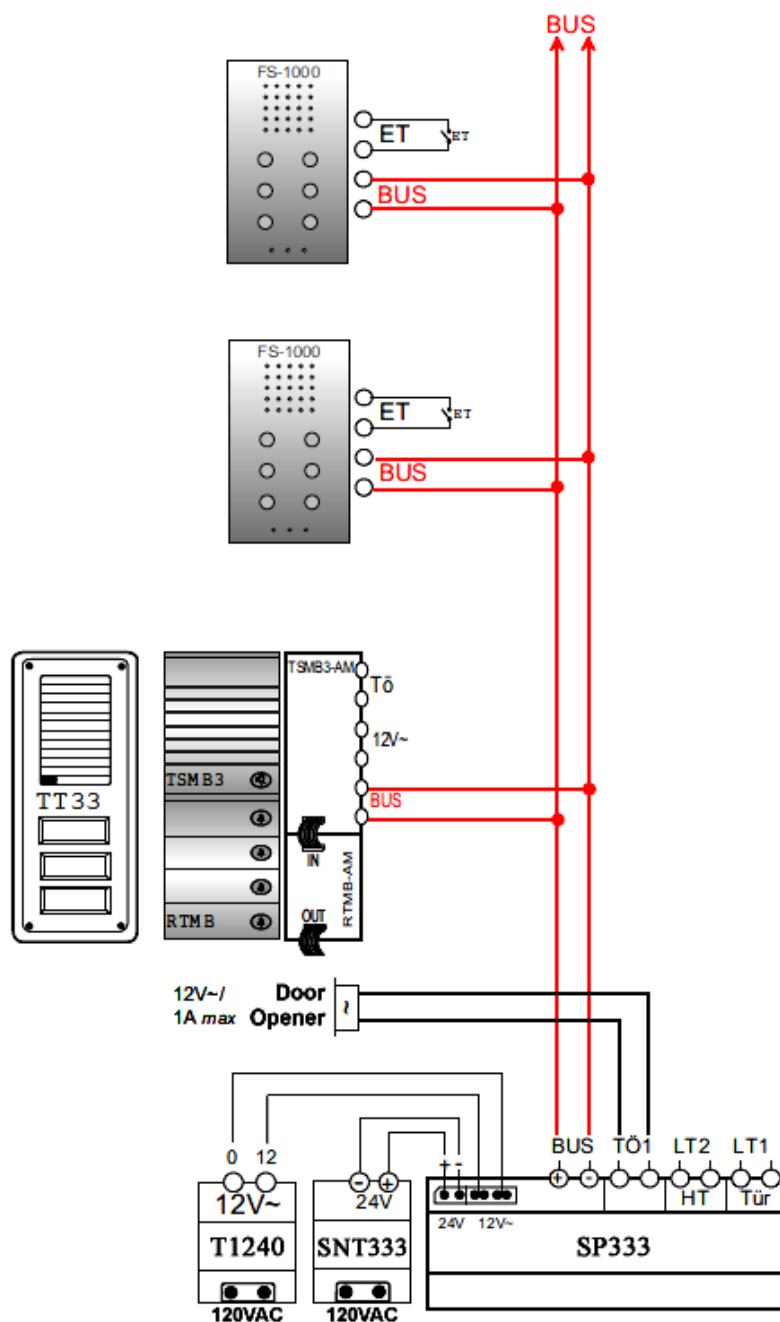 BUS
FS-1000
ET
ET
BUS
FS-1000
ET
ET
BUS
TSMB3-AM
TÖ
12V~
TSMB3
BUS
TT33
IN
RTMB-AM
OUT
RTMB
12V~/ Door
1A max Opener
~
0 12
+ -
BUS TÖ1 LT2 LT1
- +
+ -
12V~
24V
HT Tür
24V 12V~
T1240
SNT333
SP333
120VAC
120VAC